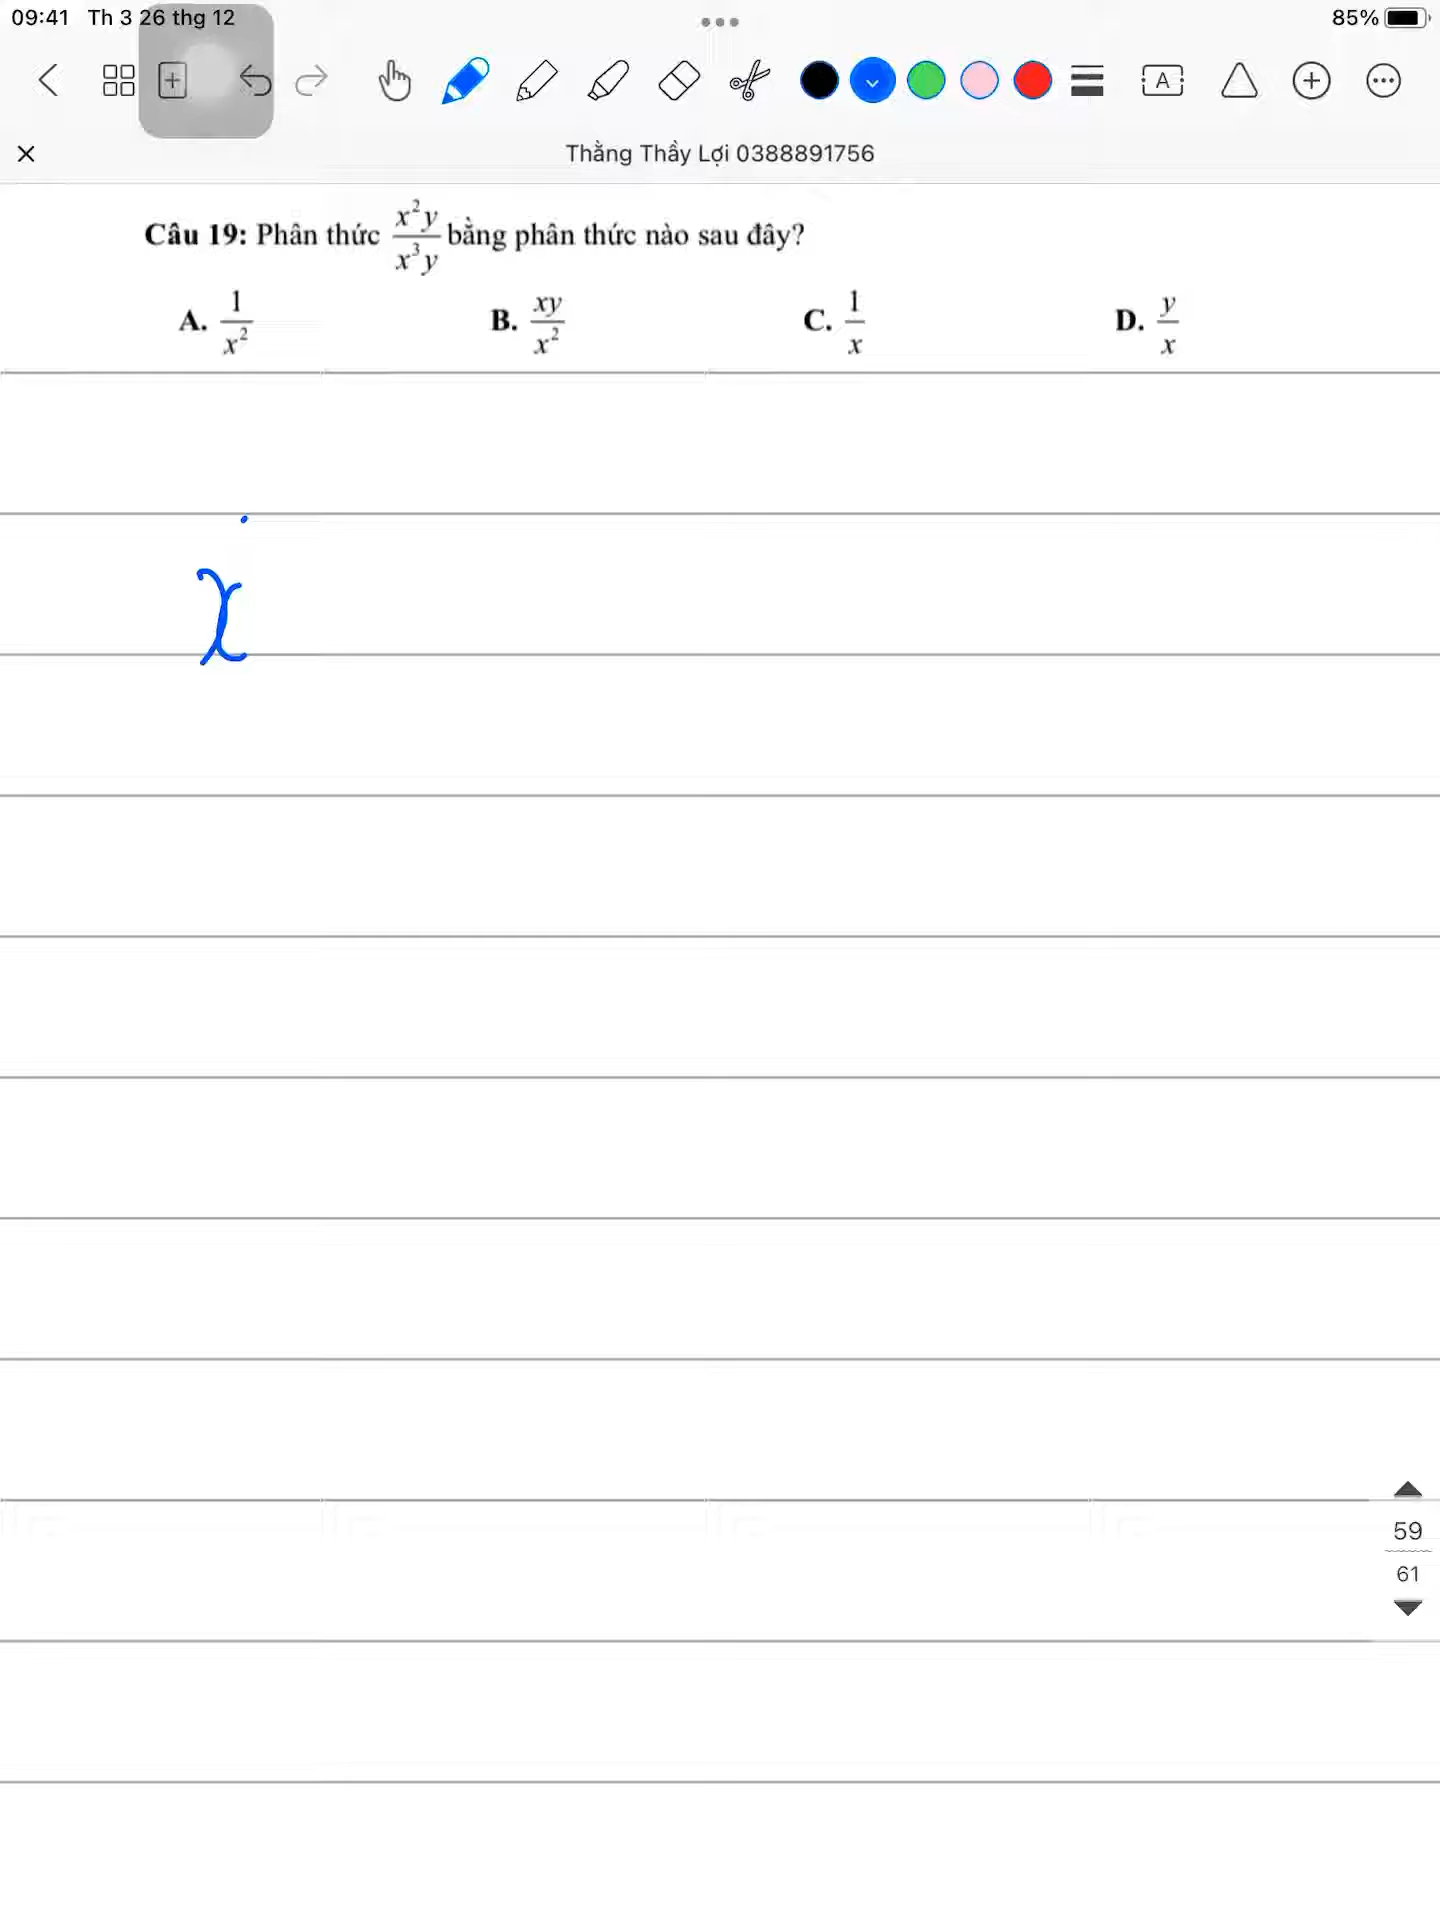 09:41 Th 3 26 thg 12
85%
A
Thằng Thầy Lợi 0388891756
Câu 19: Phân thức x²y/x³y bằng phân thức nào sau đây?
A. 1/x² B. xy/x² C. 1/x D. y/x
x
59
61